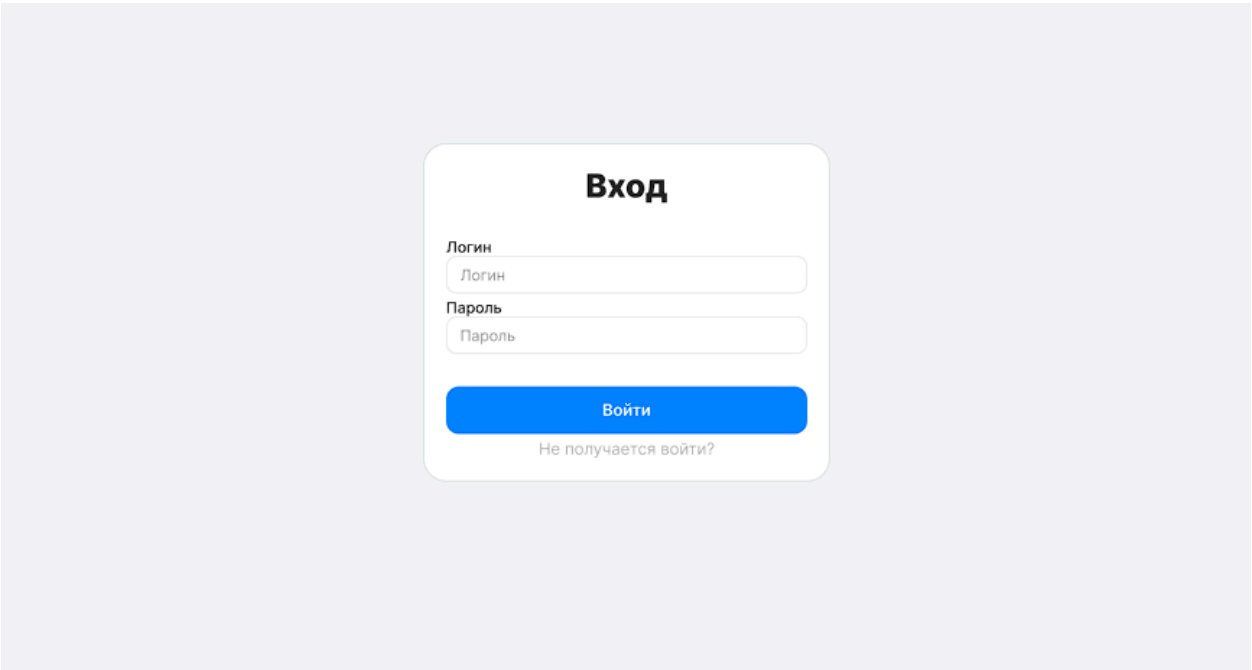 Вход
Логин
Логин
Пароль
Пароль
Войти
Не получается войти?